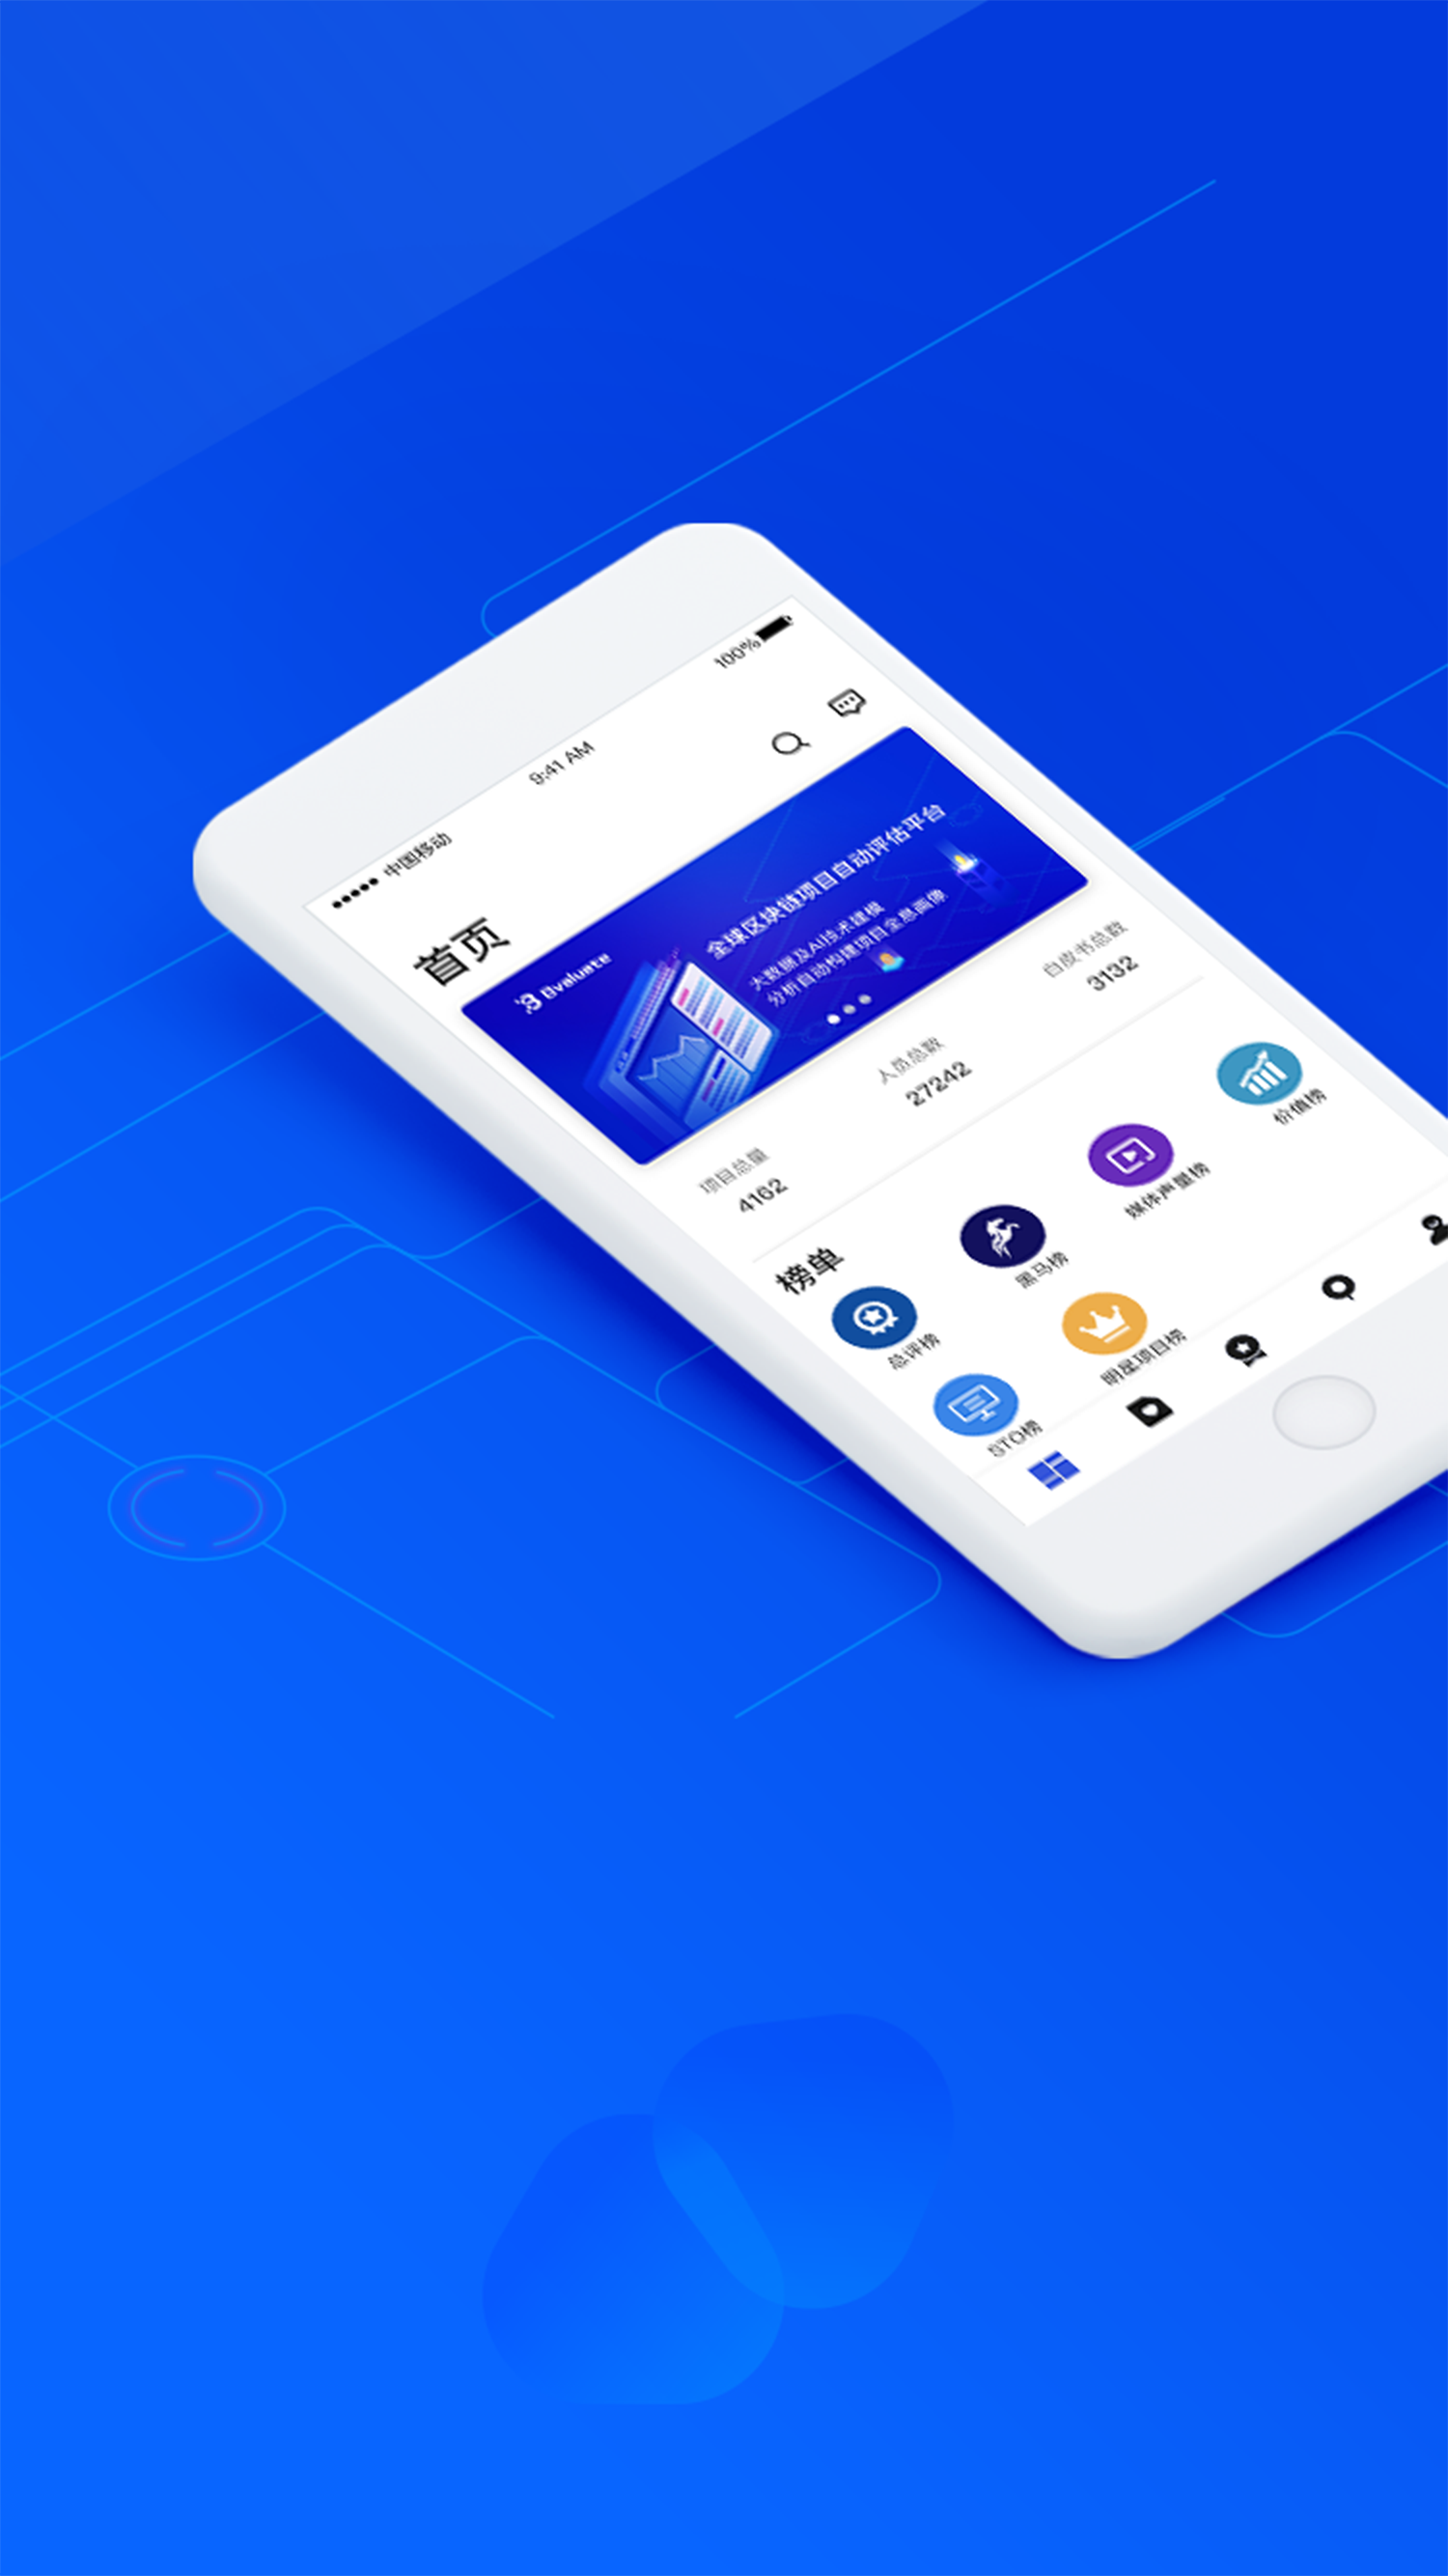 中国移动
9:41 AM
100%
首页
Bvaluate
全球区块链项目自动评估平台
大数据及AI技术建模
分析自动构建项目全息画像
项目总量
4162
人员总数
27242
白皮书总数
3132
榜单
总评榜
黑马榜
媒体声量榜
价值榜
STO榜
明星项目榜